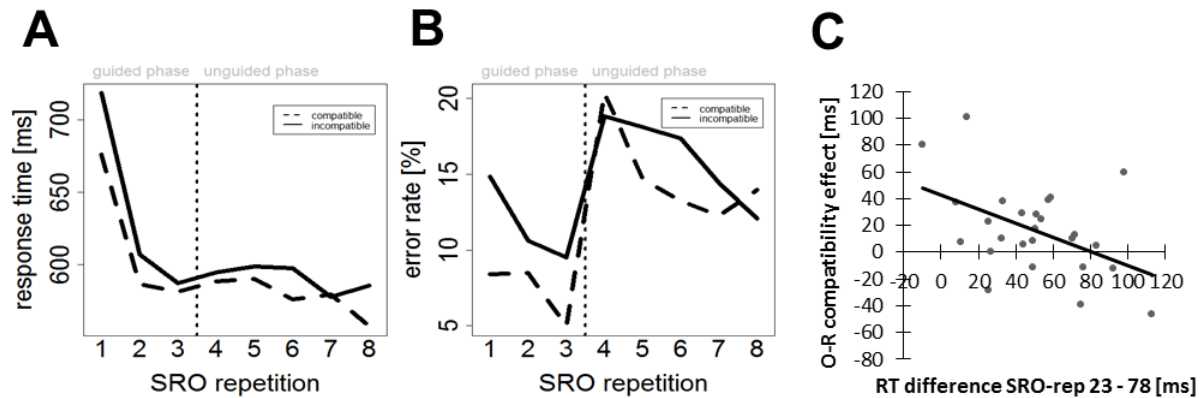 A
guided phase unguided phase
compatible
incompatible
response time [ms]
700
650
600
1 2 3 4 5 6 7 8
SRO repetition
B
guided phase unguided phase
compatible
incompatible
error rate [%]
20
15
10
5
1 2 3 4 5 6 7 8
SRO repetition
C
O-R compatibility effect [ms]
120
100
80
60
40
20
0
-20
-40
-60
-80
-20 0 20 40 60 80 100 120
RT difference SRO-rep 23 - 78 [ms]